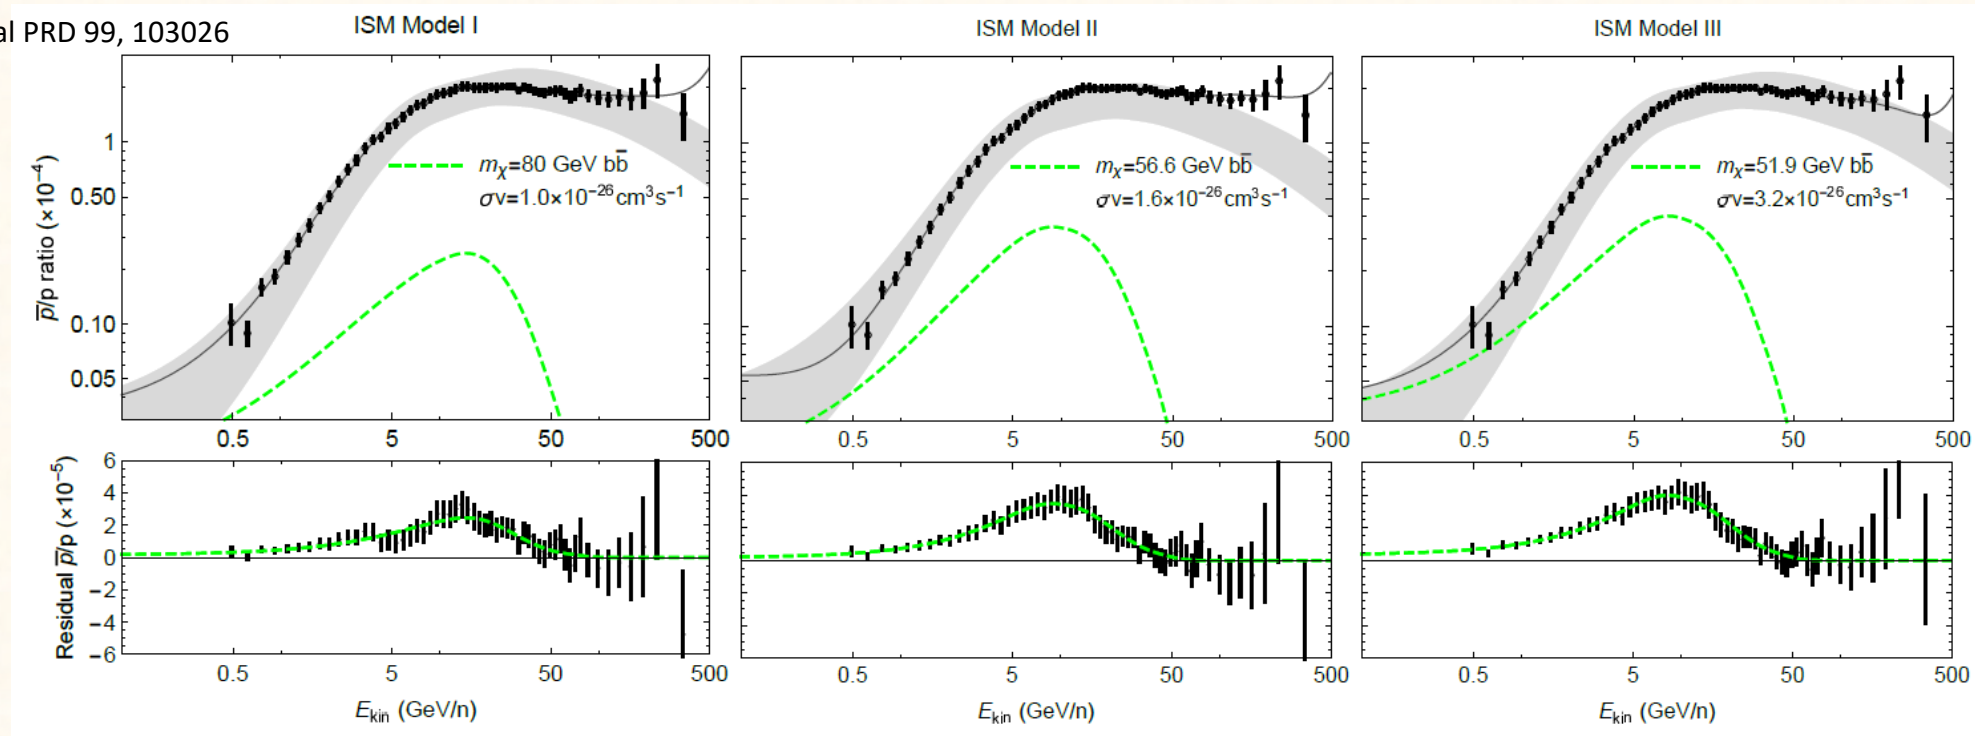 al PRD 99, 103026
ISM Model I
ISM Model II
ISM Model III
p̅/p ratio (×10⁻⁴)
1
0.50
0.10
0.05
mχ=80 GeV bb̅
σv=1.0×10⁻²⁶cm³s⁻¹
mχ=56.6 GeV bb̅
σv=1.6×10⁻²⁶cm³s⁻¹
mχ=51.9 GeV bb̅
σv=3.2×10⁻²⁶cm³s⁻¹
0.5 5 50 500
0.5 5 50 500
0.5 5 50 500
Residual p̅/p (×10⁻⁵)
6
4
2
0
−2
−4
−6
0.5 5 50 500
0.5 5 50 500
0.5 5 50 500
Ekin (GeV/n)
Ekin (GeV/n)
Ekin (GeV/n)